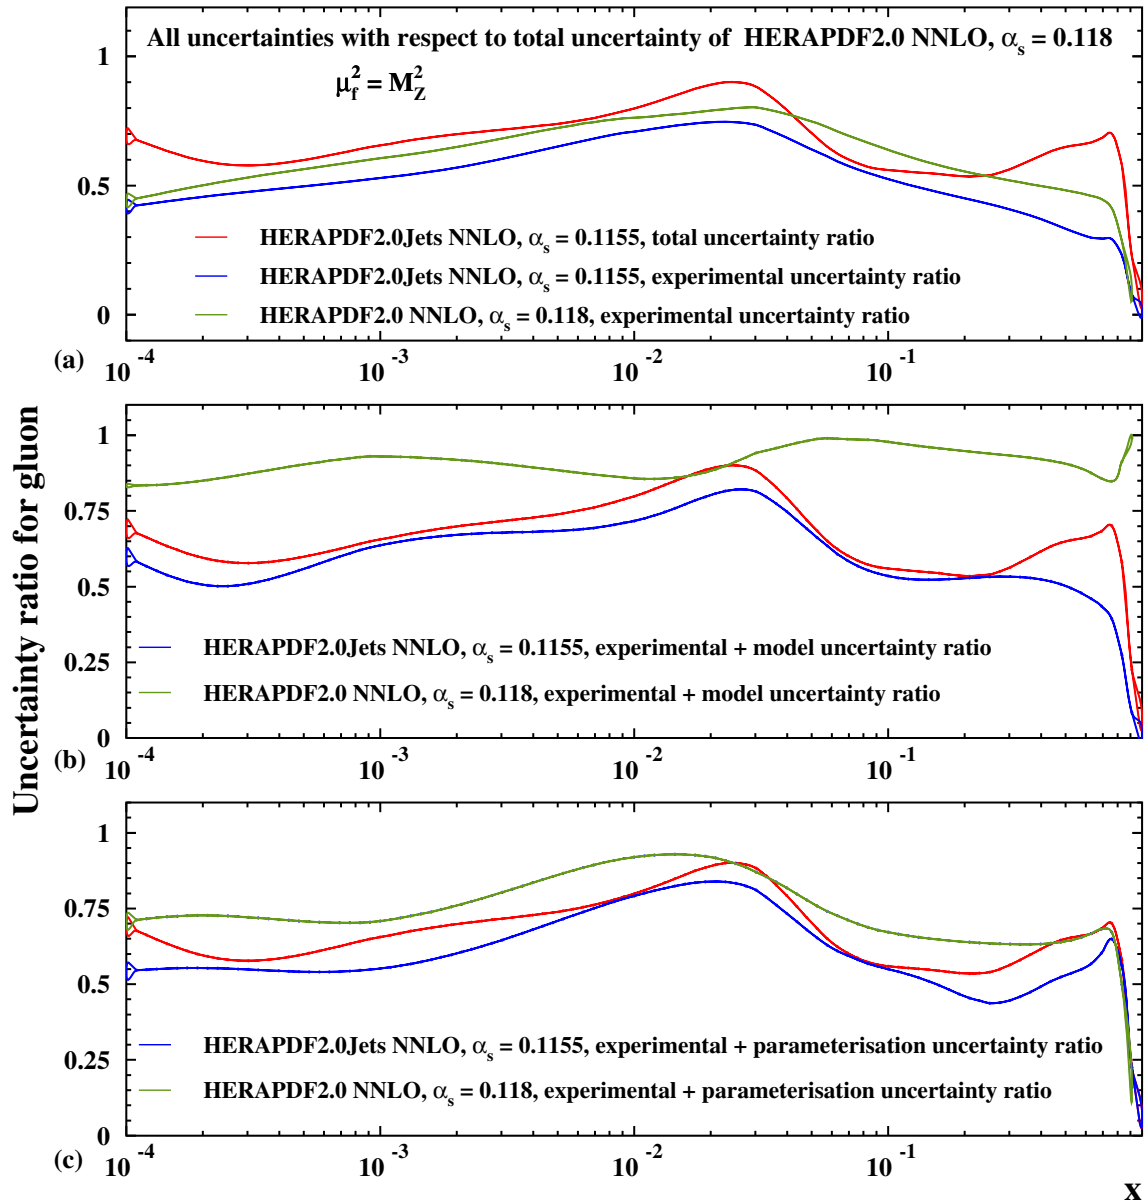 All uncertainties with respect to total uncertainty of HERAPDF2.0 NNLO, αs = 0.118
μf² = MZ²
1
0.5
0
HERAPDF2.0Jets NNLO, αs = 0.1155, total uncertainty ratio
HERAPDF2.0Jets NNLO, αs = 0.1155, experimental uncertainty ratio
HERAPDF2.0 NNLO, αs = 0.118, experimental uncertainty ratio
(a)
10⁻⁴ 10⁻³ 10⁻² 10⁻¹
Uncertainty ratio for gluon
1
0.75
0.5
0.25
0
HERAPDF2.0Jets NNLO, αs = 0.1155, experimental + model uncertainty ratio
HERAPDF2.0 NNLO, αs = 0.118, experimental + model uncertainty ratio
(b)
10⁻⁴ 10⁻³ 10⁻² 10⁻¹
1
0.75
0.5
0.25
0
HERAPDF2.0Jets NNLO, αs = 0.1155, experimental + parameterisation uncertainty ratio
HERAPDF2.0 NNLO, αs = 0.118, experimental + parameterisation uncertainty ratio
(c)
10⁻⁴ 10⁻³ 10⁻² 10⁻¹
x